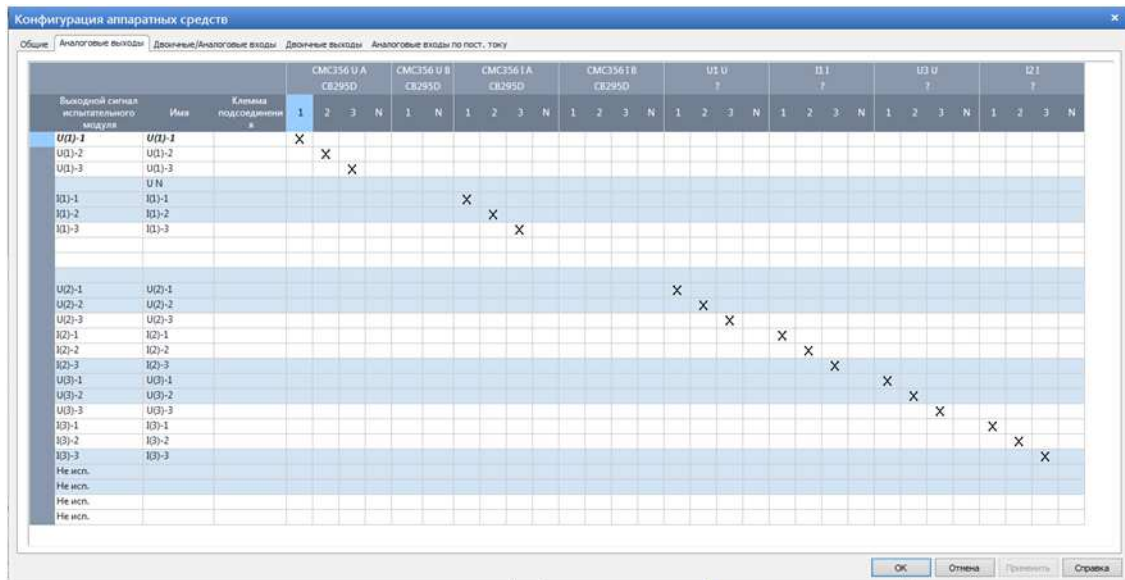 Конфигурация аппаратных средств
Общие Аналоговые выходы Двоичные/Аналоговые входы Двоичные выходы Аналоговые входы по пост. току
CMC356 U A CMC356 U B CMC356 I A CMC356 I B U1 U I1 I U3 U I2 I
CB295D CB295D CB295D CB295D ? ? ? ?
Выходной сигнал испытательного модуля Имя Клемма подсоединения 1 2 3 N 1 N 1 2 3 N 1 2 3 N 1 2 3 N 1 2 3 N 1 2 3 N 1 2 3 N
U(1)-1 U(1)-1 X
U(1)-2 U(1)-2 X
U(1)-3 U(1)-3 X
U N
I(1)-1 I(1)-1 X
I(1)-2 I(1)-2 X
I(1)-3 I(1)-3 X
U(2)-1 U(2)-1 X
U(2)-2 U(2)-2 X
U(2)-3 U(2)-3 X
I(2)-1 I(2)-1 X
I(2)-2 I(2)-2 X
I(2)-3 I(2)-3 X
U(3)-1 U(3)-1 X
U(3)-2 U(3)-2 X
U(3)-3 U(3)-3 X
I(3)-1 I(3)-1 X
I(3)-2 I(3)-2 X
I(3)-3 I(3)-3 X
Не исп.
Не исп.
Не исп.
Не исп.
OK Отмена Применить Справка